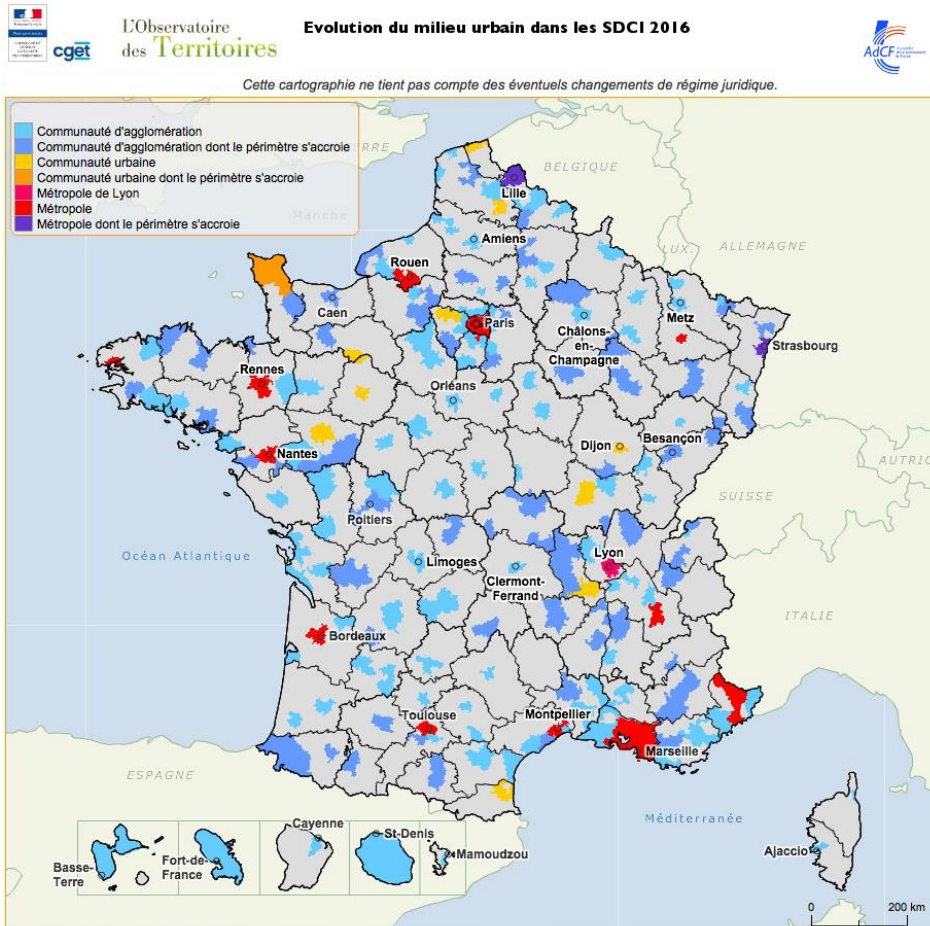 L'Observatoire
des Territoires
cget
Evolution du milieu urbain dans les SDCI 2016
AdCF
Cette cartographie ne tient pas compte des éventuels changements de régime juridique.
Communauté d'agglomération
Communauté d'agglomération dont le périmètre s'accroie
Communauté urbaine
Communauté urbaine dont le périmètre s'accroie
Métropole de Lyon
Métropole
Métropole dont le périmètre s'accroie
ERRE
Manche
BELGIQUE
LUX.
ALLEMAGNE
Lille
Amiens
Rouen
Caen
Paris
Metz
Châlons-
en-
Champagne
Strasbourg
Rennes
Orléans
Nantes
Dijon
Besançon
AUTRIC
SUISSE
Poitiers
Océan Atlantique
Limoges
Clermont-
Ferrand
Lyon
ITALIE
Bordeaux
Toulouse
Montpellier
Marseille
ESPAGNE
Méditerranée
Basse-
Terre
Fort-de-
France
Cayenne
St-Denis
Mamoudzou
Ajaccio
0 200 km